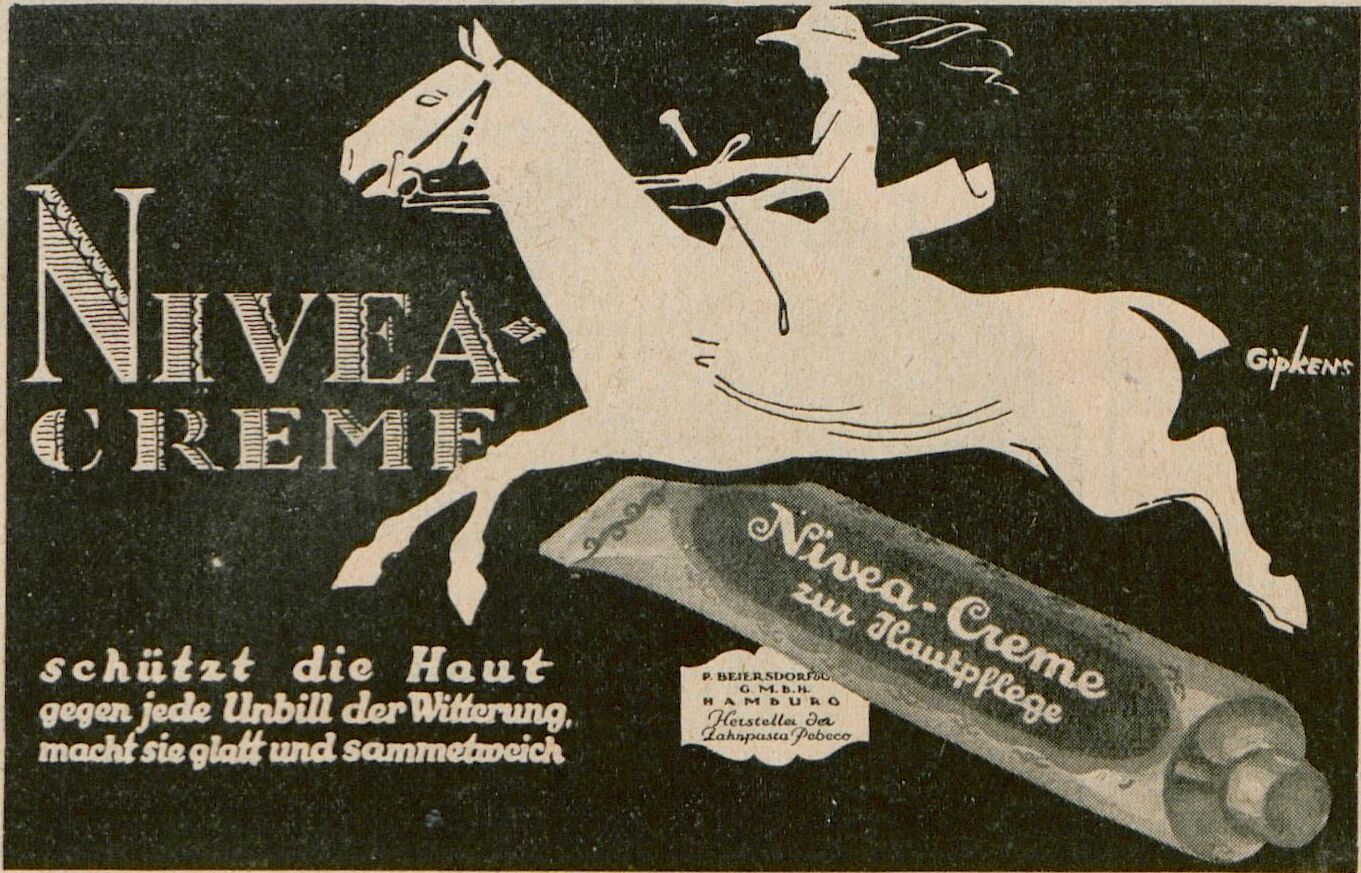 NIVEA-
CREME
Gipkens
Nivea-Creme
zur Hautpflege
schützt die Haut
gegen jede Unbill der Witterung,
macht sie glatt und sammetweich
P. BEIERSDORF & Co.
G.M.b.H.
HAMBURG
Hersteller der
Zahnpasta Pebeco